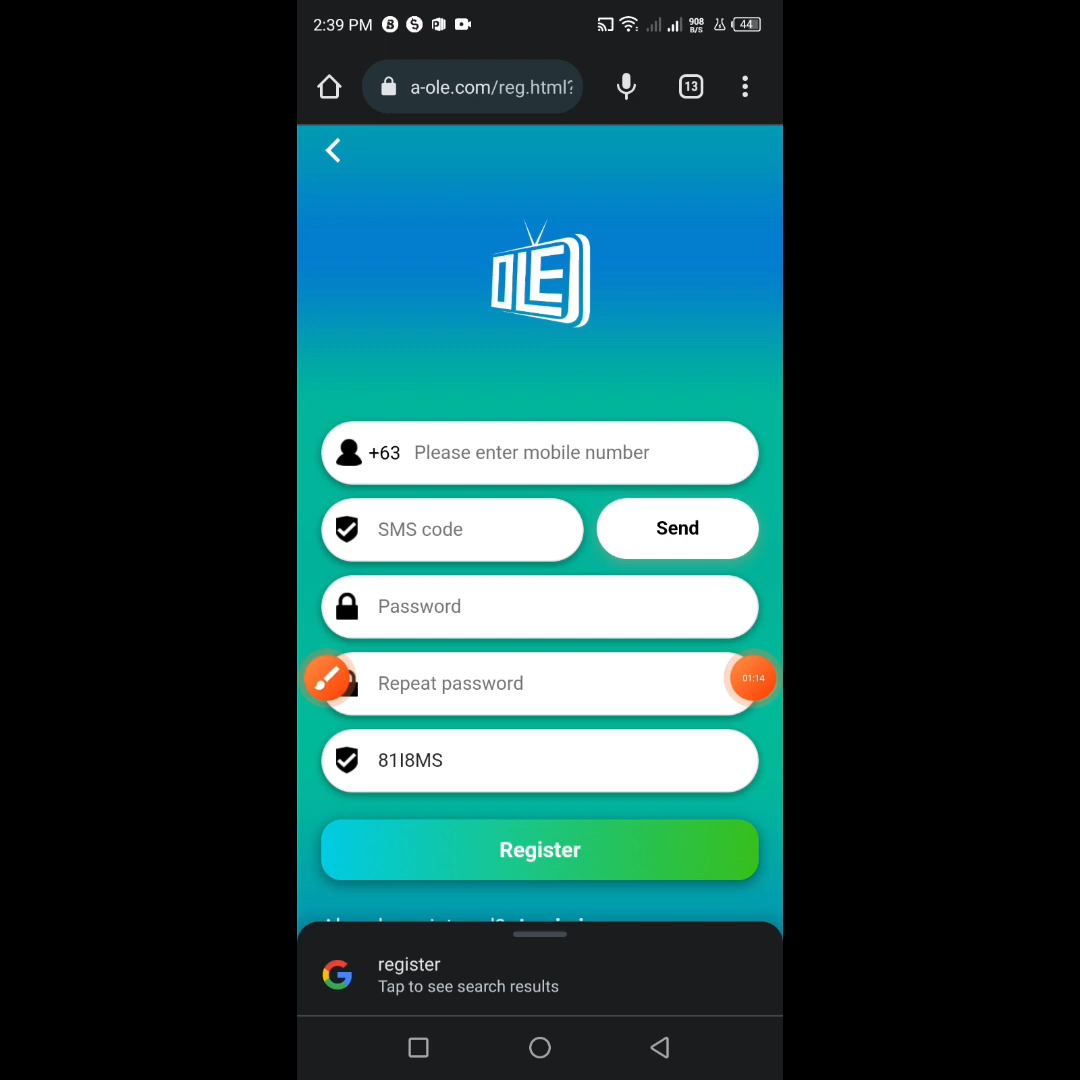 2:39 PM
908
B/S
44
a-ole.com/reg.html?
13
OLE
+63 Please enter mobile number
SMS code
Send
Password
Repeat password
01:14
81I8MS
Register
register
Tap to see search results